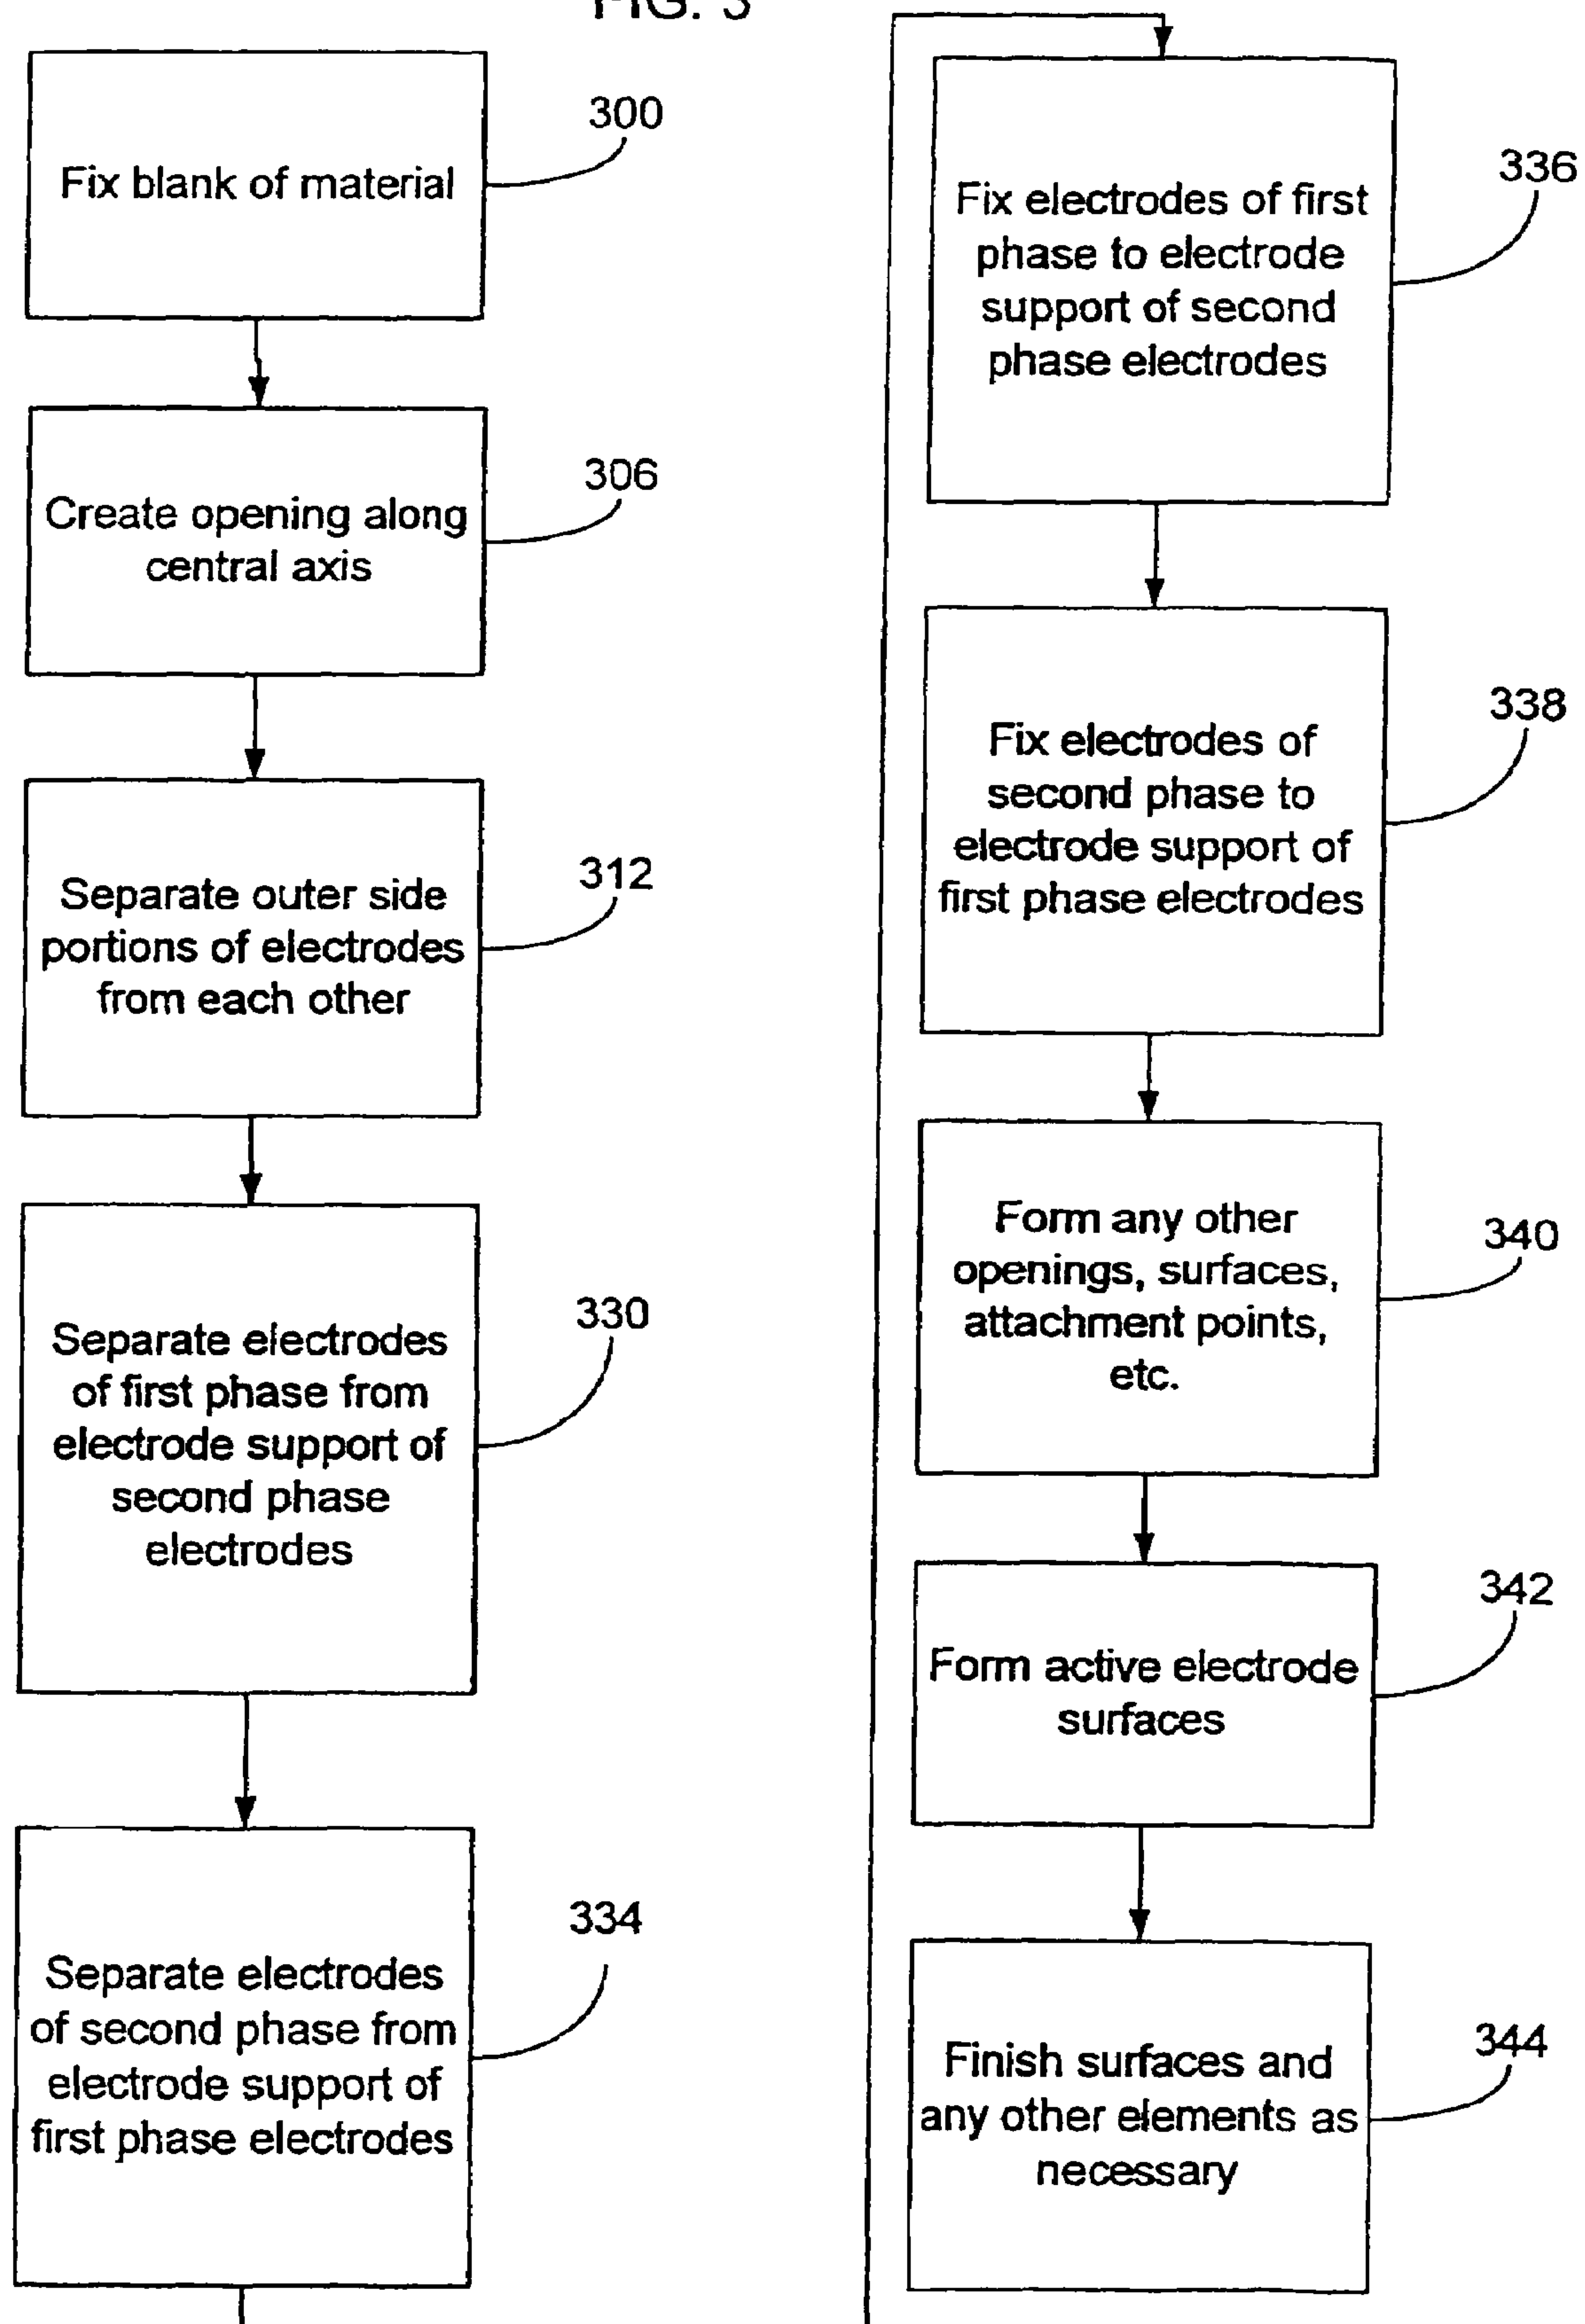 FIG. 3
Fix blank of material
300
Create opening along
central axis
306
Separate outer side
portions of electrodes
from each other
312
Separate electrodes
of first phase from
electrode support of
second phase
electrodes
330
Separate electrodes
of second phase from
electrode support of
first phase electrodes
334
Fix electrodes of first
phase to electrode
support of second
phase electrodes
336
Fix electrodes of
second phase to
electrode support of
first phase electrodes
338
Form any other
openings, surfaces,
attachment points,
etc.
340
Form active electrode
surfaces
342
Finish surfaces and
any other elements as
necessary
344